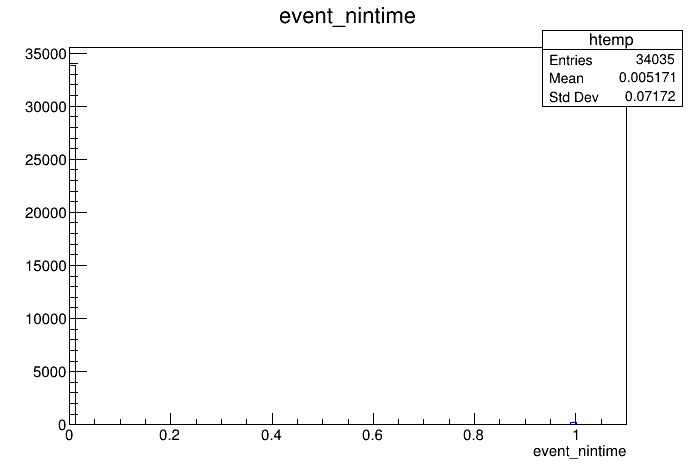 event_nintime
htemp
Entries 34035
Mean 0.005171
Std Dev 0.07172
35000
30000
25000
20000
15000
10000
5000
0
0 0.2 0.4 0.6 0.8 1
event_nintime